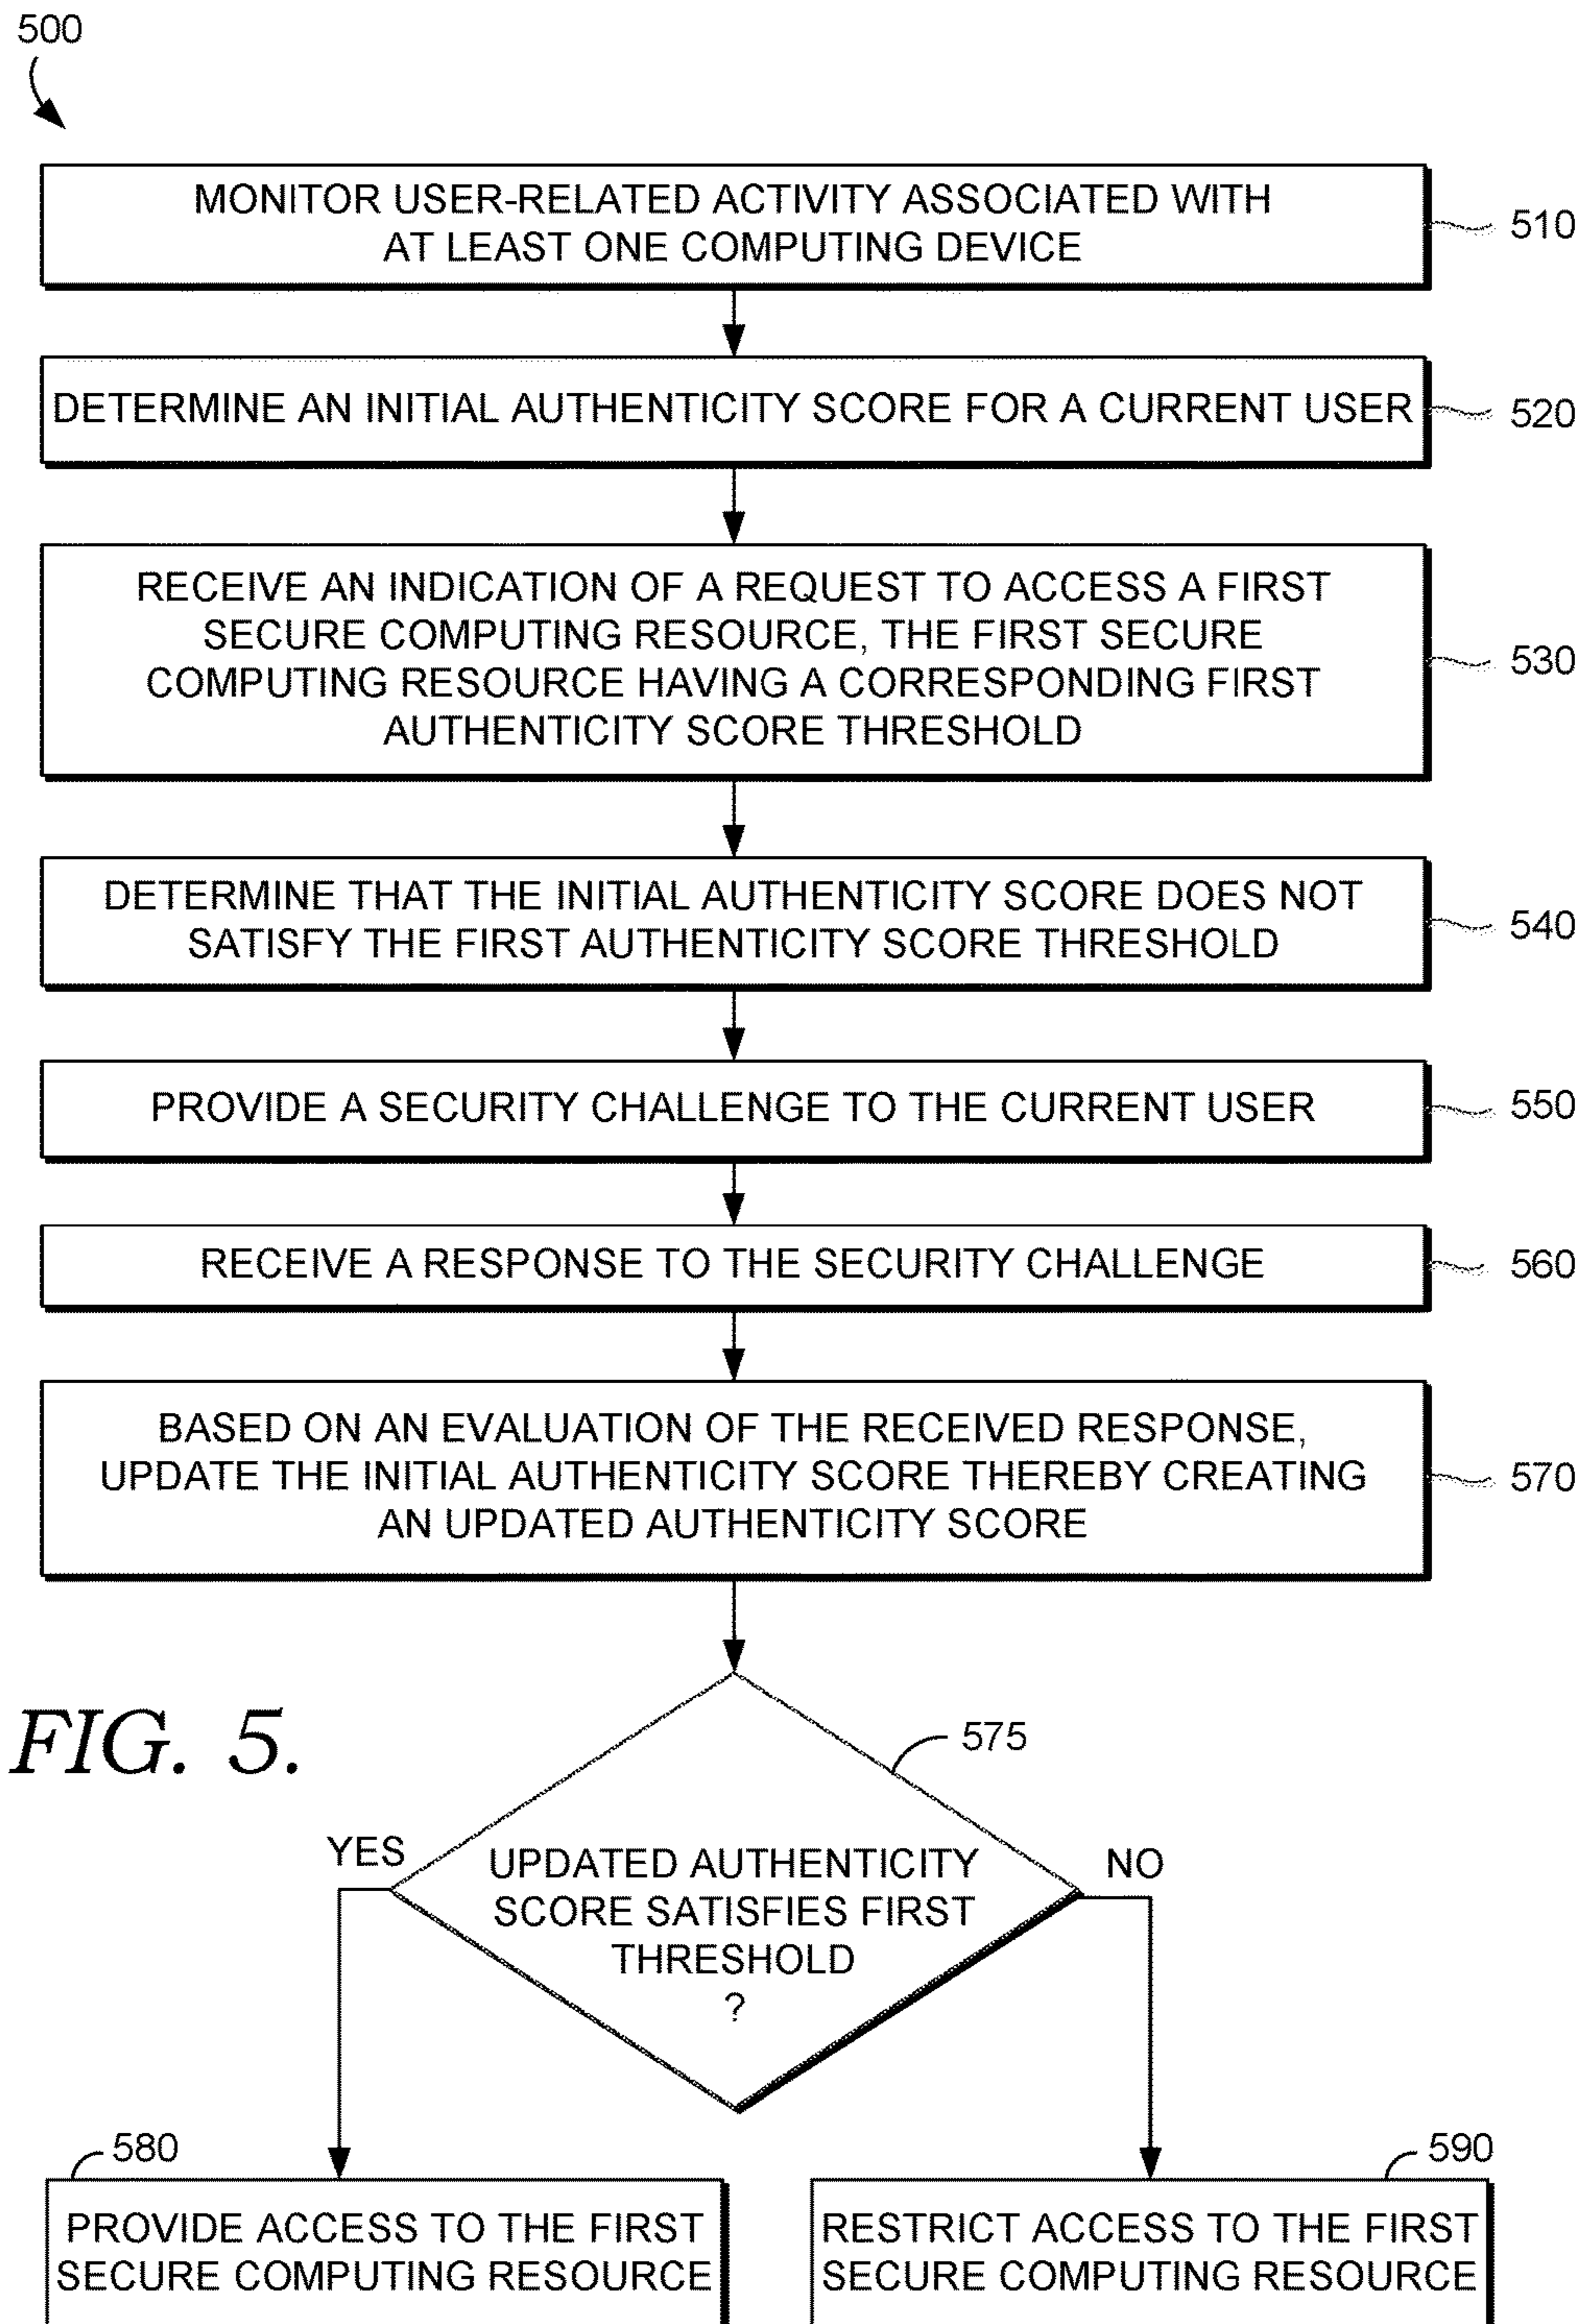 500
MONITOR USER-RELATED ACTIVITY ASSOCIATED WITH
AT LEAST ONE COMPUTING DEVICE
510
DETERMINE AN INITIAL AUTHENTICITY SCORE FOR A CURRENT USER
520
RECEIVE AN INDICATION OF A REQUEST TO ACCESS A FIRST
SECURE COMPUTING RESOURCE, THE FIRST SECURE
COMPUTING RESOURCE HAVING A CORRESPONDING FIRST
AUTHENTICITY SCORE THRESHOLD
530
DETERMINE THAT THE INITIAL AUTHENTICITY SCORE DOES NOT
SATISFY THE FIRST AUTHENTICITY SCORE THRESHOLD
540
PROVIDE A SECURITY CHALLENGE TO THE CURRENT USER
550
RECEIVE A RESPONSE TO THE SECURITY CHALLENGE
560
BASED ON AN EVALUATION OF THE RECEIVED RESPONSE,
UPDATE THE INITIAL AUTHENTICITY SCORE THEREBY CREATING
AN UPDATED AUTHENTICITY SCORE
570
FIG. 5.
575
YES
UPDATED AUTHENTICITY
SCORE SATISFIES FIRST
THRESHOLD
?
NO
580
PROVIDE ACCESS TO THE FIRST
SECURE COMPUTING RESOURCE
590
RESTRICT ACCESS TO THE FIRST
SECURE COMPUTING RESOURCE